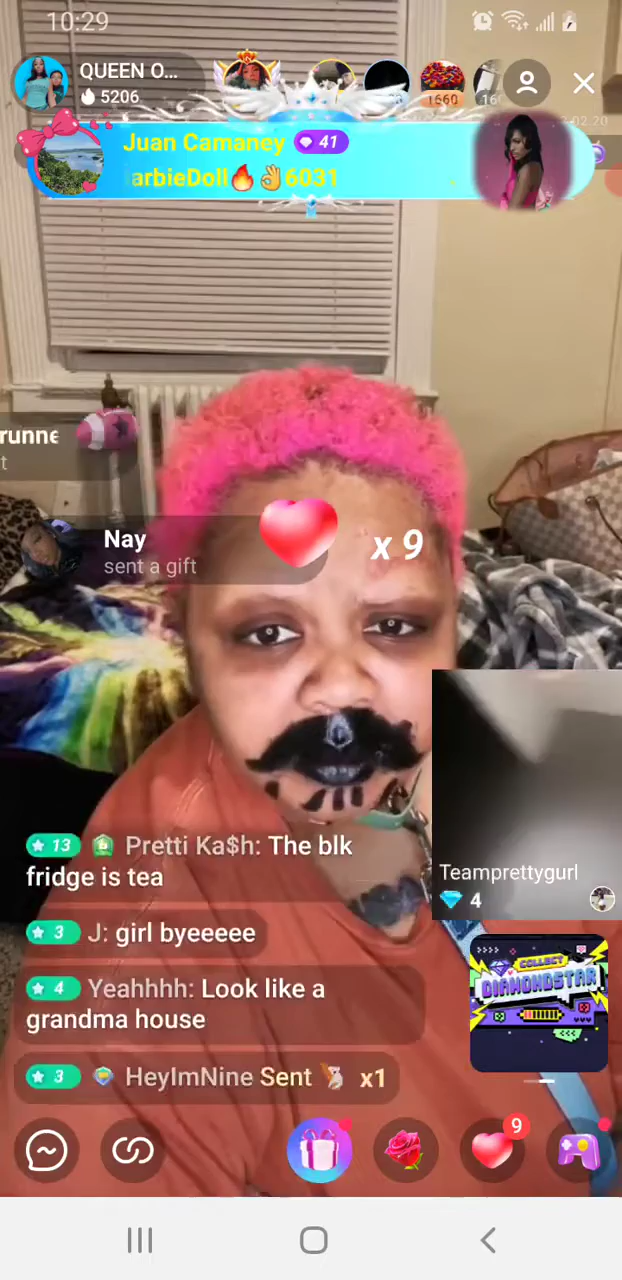 10:29
QUEEN O...
5206
1660
16
Juan Camaney 41
arbieDoll🔥👌6031
runne
t
Nay
sent a gift
x 9
Teamprettygurl
4
13 Pretti Ka$h: The blk
fridge is tea
3 J: girl byeeeee
4 Yeahhhh: Look like a
grandma house
3 HeyImNine Sent x1
COLLECT
DIAMONDSTAR
9